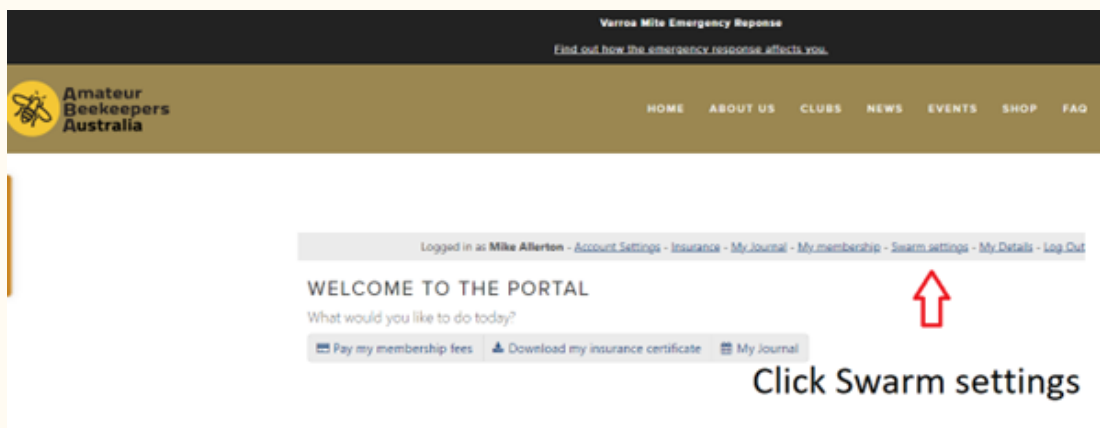 Varroa Mite Emergency Reponse
Find out how the emergency response affects you.
Amateur
Beekeepers
Australia
HOME ABOUT US CLUBS NEWS EVENTS SHOP FAQ
Logged in as Mike Allerton - Account Settings - Insurance - My Journal - My membership - Swarm settings - My Details - Log Out
WELCOME TO THE PORTAL
What would you like to do today?
Pay my membership fees Download my insurance certificate My Journal
Click Swarm settings